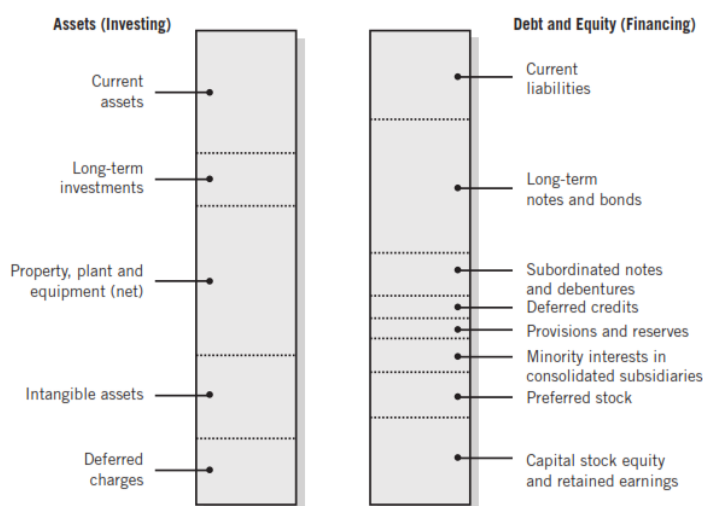 Assets (Investing)
Current
assets
Long-term
investments
Property, plant and
equipment (net)
Intangible assets
Deferred
charges
Debt and Equity (Financing)
Current
liabilities
Long-term
notes and bonds
Subordinated notes
and debentures
Deferred credits
Provisions and reserves
Minority interests in
consolidated subsidiaries
Preferred stock
Capital stock equity
and retained earnings